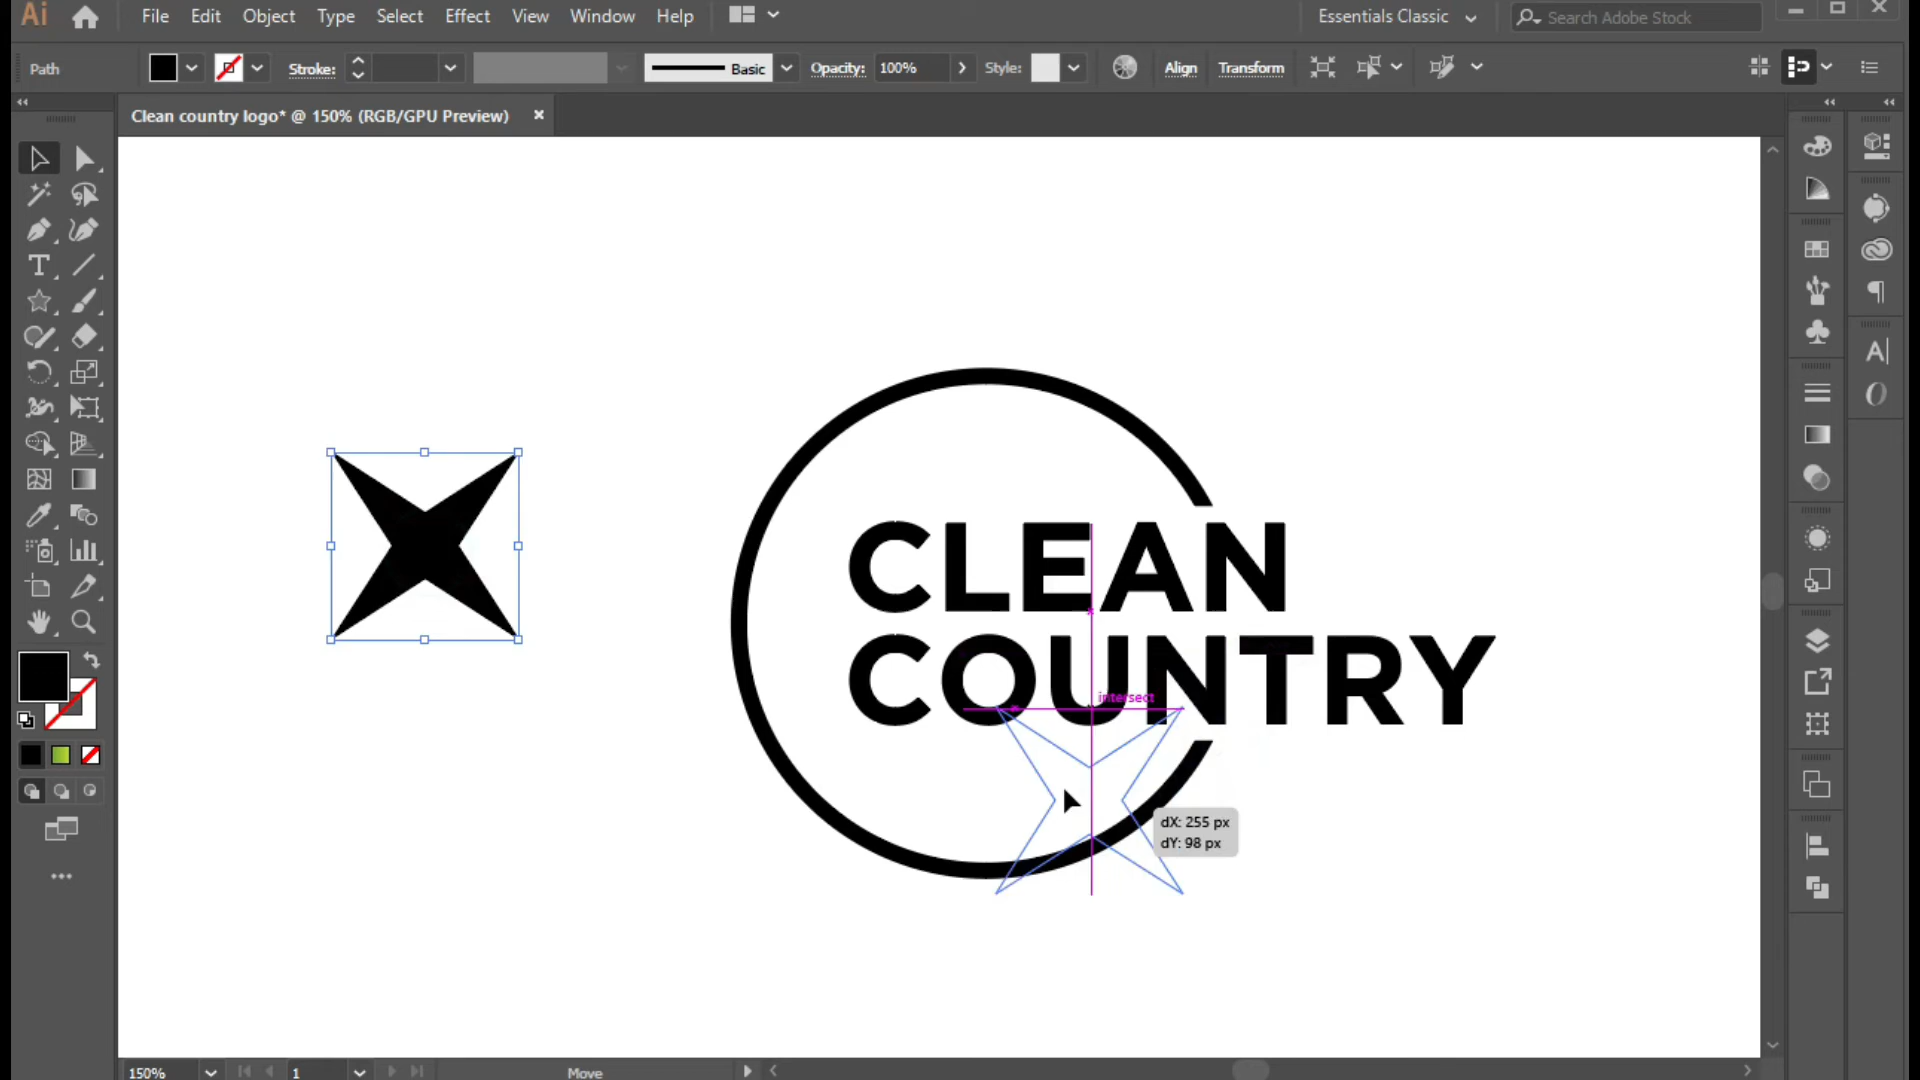 Ai File Edit Object Type Select Effect View Window Help Essentials Classic Search Adobe Stock
Path Stroke: Basic Opacity: 100% Style: Align Transform
Clean country logo* @ 150% (RGB/GPU Preview) ×
CLEAN
COUNTRY
intersect
dX: 255 px
dY: 98 px
150% 1 Move